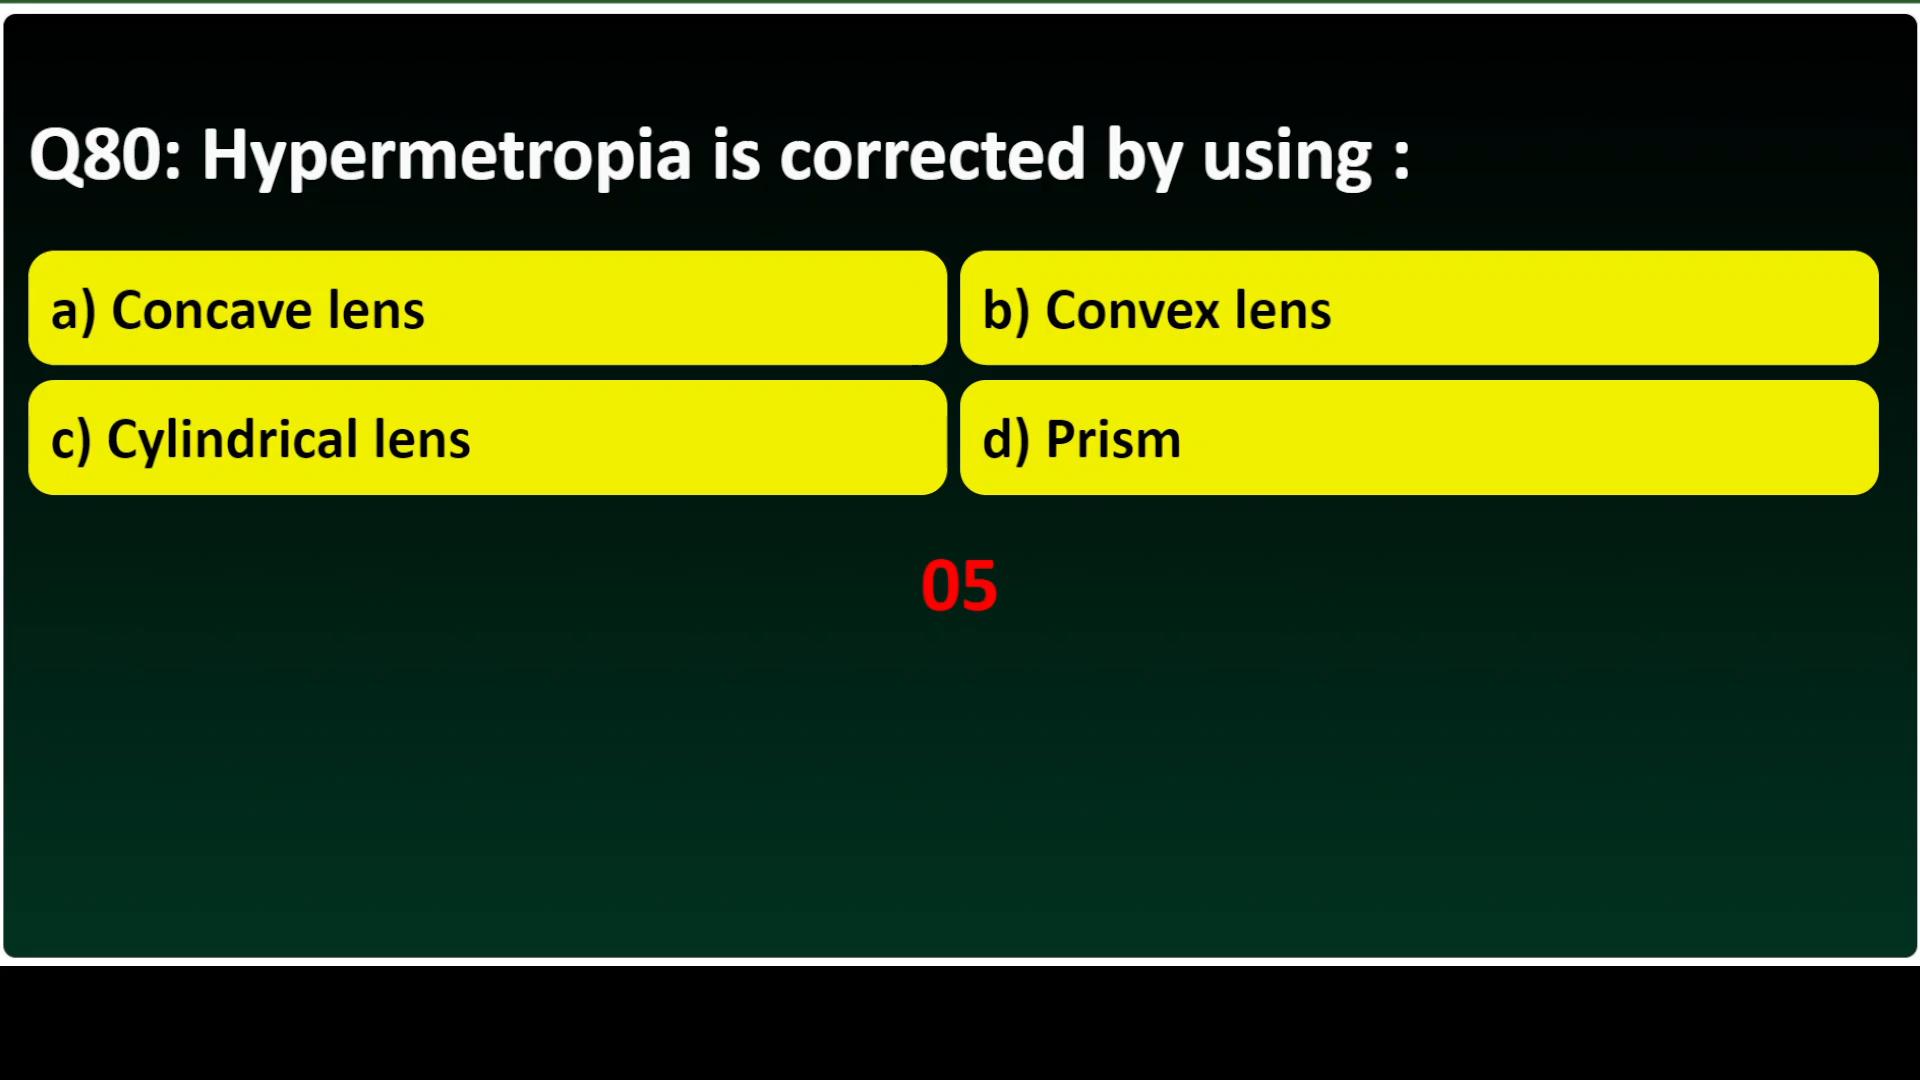 Q80: Hypermetropia is corrected by using :
a) Concave lens
b) Convex lens
c) Cylindrical lens
d) Prism
05